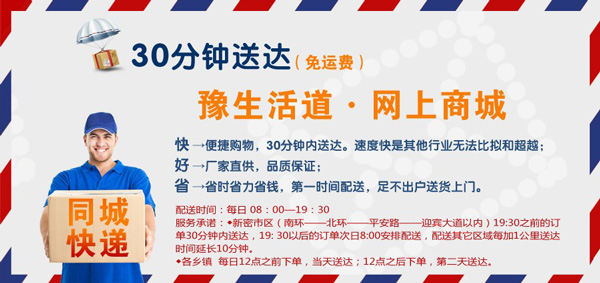 30分钟送达（免运费）
豫生活道·网上商城
快→便捷购物，30分钟内送达。速度快是其他行业无法比拟和超越；
好→厂家直供，品质保证；
省→省时省力省钱，第一时间配送，足不出户送货上门。
同城
快递
配送时间：每日 08：00—19：30
服务承诺：◆新密市区（南环——北环——平安路——迎宾大道以内）19:30之前的订
单30分钟内送达，19: 30以后的订单次日8:00安排配送，配送其它区域每加1公里送达
时间延长10分钟。
◆各乡镇 每日12点之前下单，当天送达；12点之后下单，第二天送达。